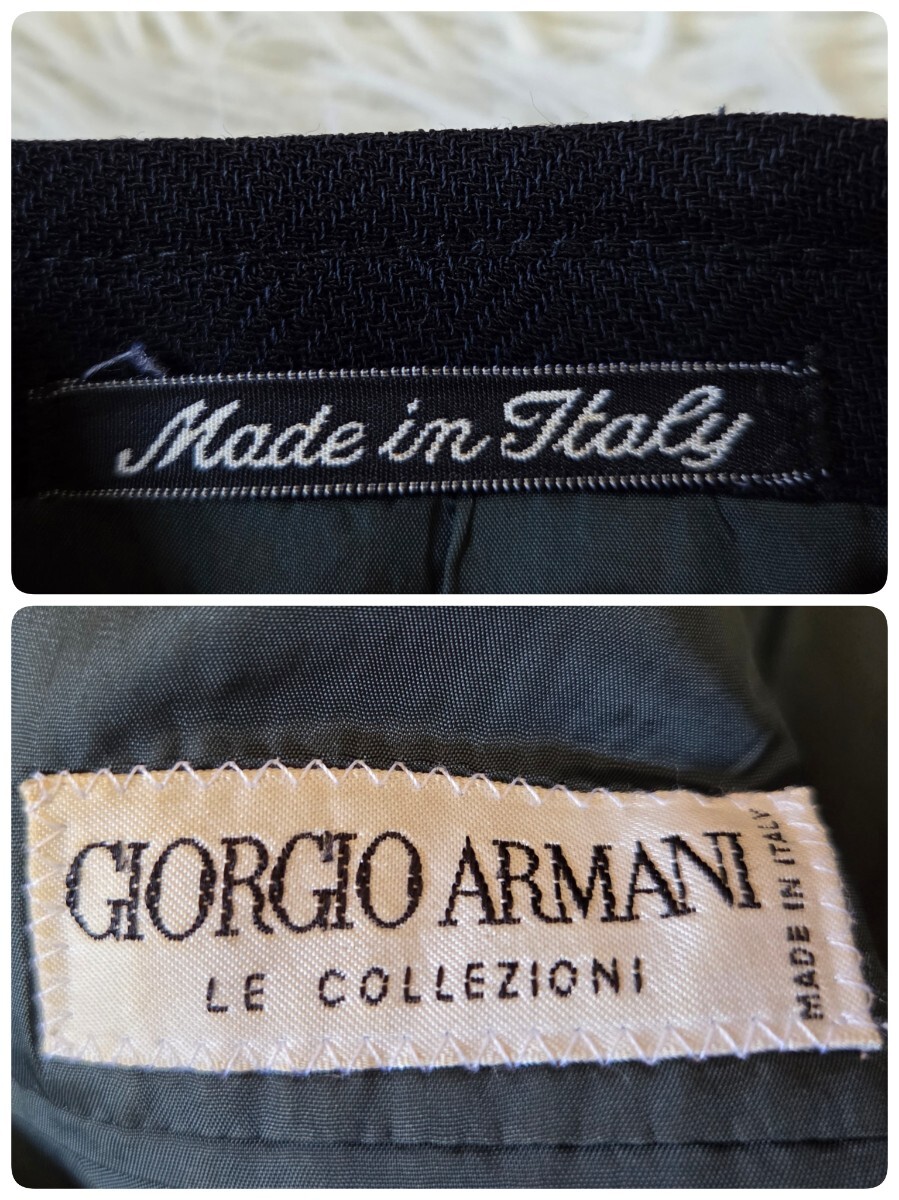 Made in Italy
GIORGIO ARMANI
LE COLLEZIONI
MADE IN ITALY